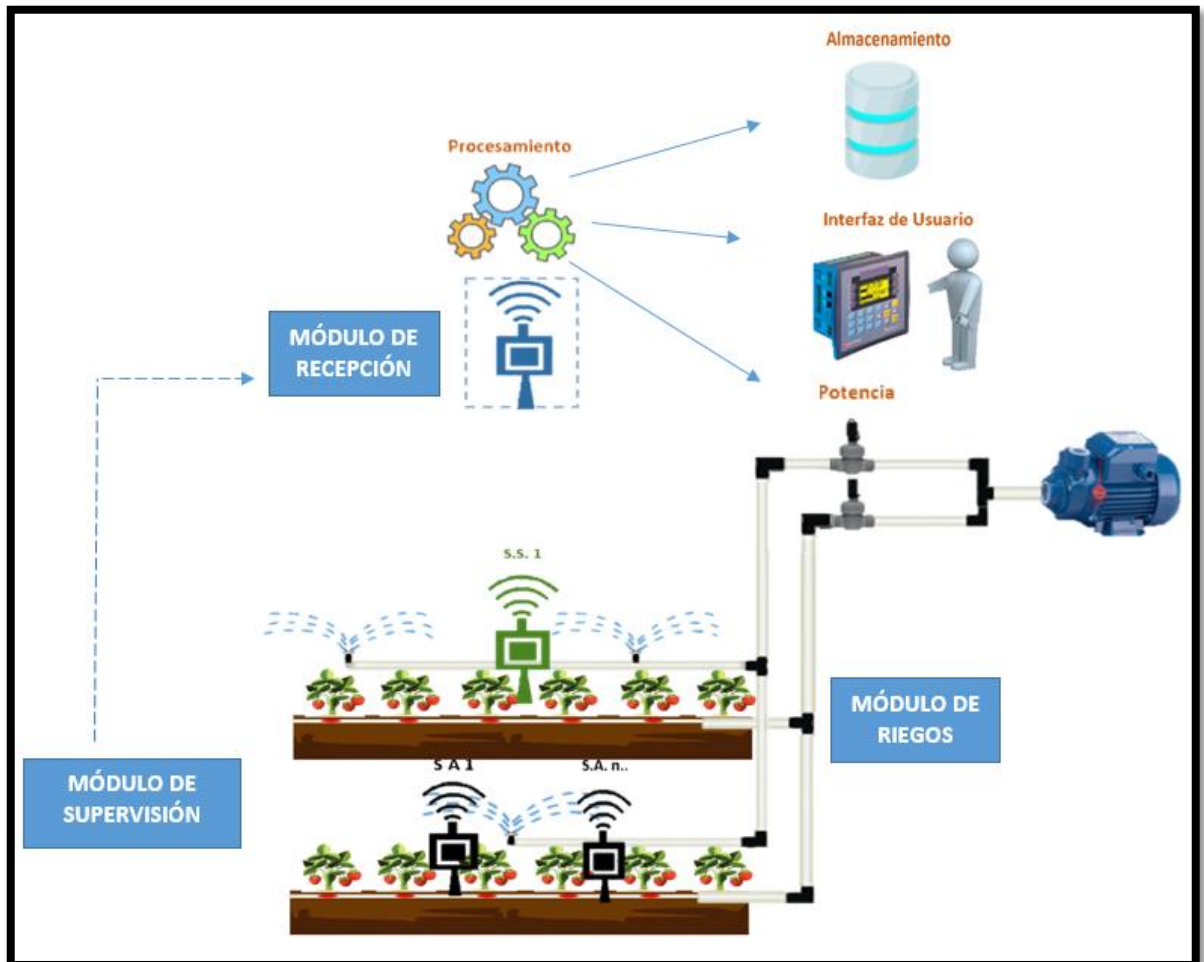 Almacenamiento
Procesamiento
Interfaz de Usuario
MÓDULO DE
RECEPCIÓN
Potencia
S.S. 1
MÓDULO DE
RIEGOS
S A 1
S.A. n..
MÓDULO DE
SUPERVISIÓN